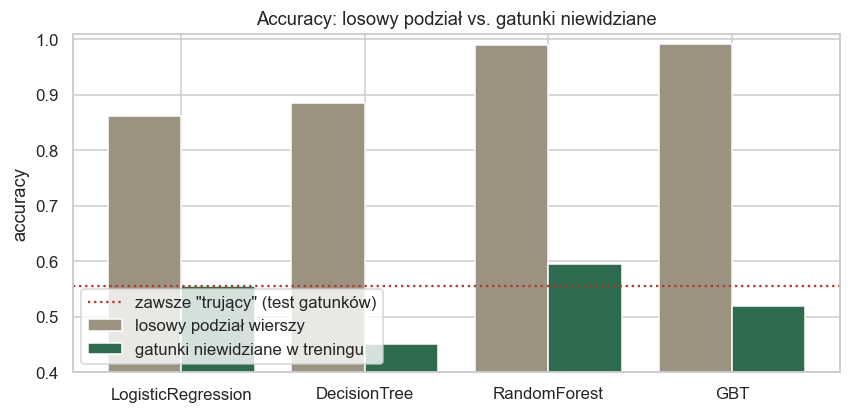 Accuracy: losowy podział vs. gatunki niewidziane
accuracy
1.0
0.9
0.8
0.7
0.6
0.5
0.4
zawsze "trujący" (test gatunków)
losowy podział wierszy
gatunki niewidziane w treningu
LogisticRegression
DecisionTree
RandomForest
GBT